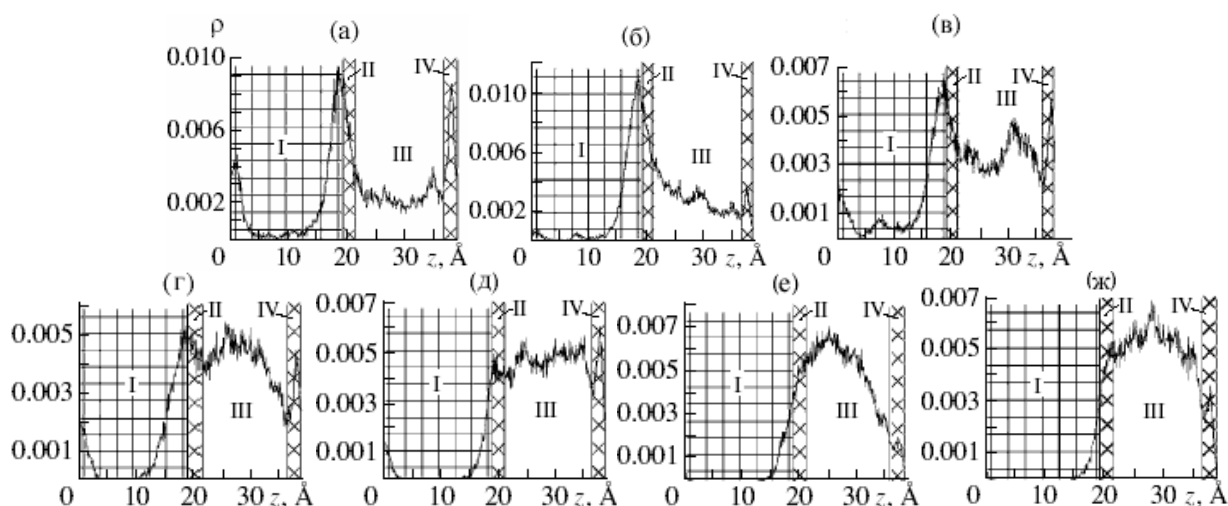 ρ (а) (б) (в)
0.010 II IV II IV 0.007 II IV
0.010 III
0.006 I III 0.006 I III 0.005 I
0.003
0.002 0.002 0.001
0 10 20 30 z, Å 0 10 20 30 z, Å 0 10 20 30 z, Å
(г) (д) (е) (ж)
II IV 0.007 II IV 0.007 II IV 0.007 II IV
0.005 0.005 0.005 0.005
0.003 I III 0.003 I III 0.003 I III 0.003 I III
0.001 0.001 0.001 0.001
0 10 20 30 z, Å 0 10 20 30 z, Å 0 10 20 30 z, Å 0 10 20 30 z, Å